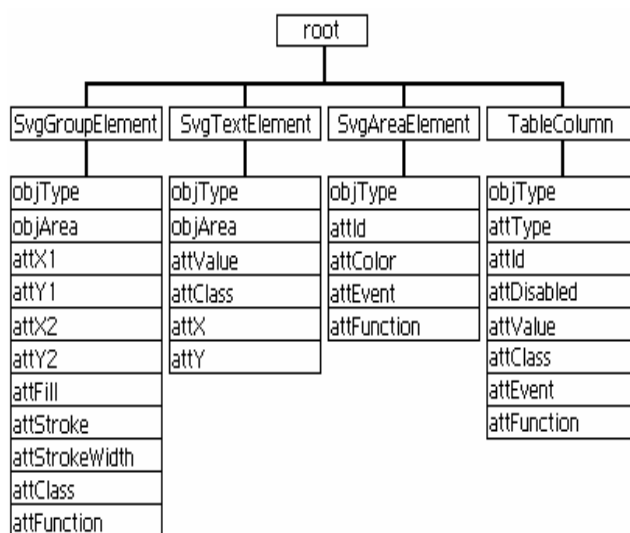 root
SvgGroupElement
SvgTextElement
SvgAreaElement
TableColumn
objType
objArea
attX1
attY1
attX2
attY2
attFill
attStroke
attStrokeWidth
attClass
attFunction
objType
objArea
attValue
attClass
attX
attY
objType
attId
attColor
attEvent
attFunction
objType
attType
attId
attDisabled
attValue
attClass
attEvent
attFunction